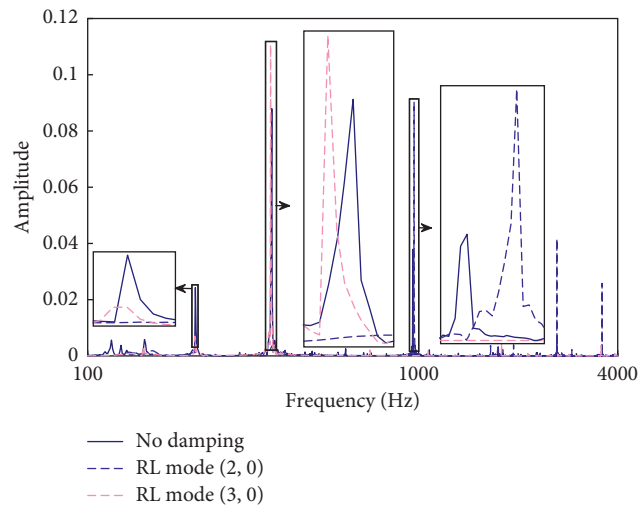 0.12
0.1
0.08
0.06
0.04
0.02
0
Amplitude
100
1000
4000
Frequency (Hz)
No damping
RL mode (2, 0)
RL mode (3, 0)